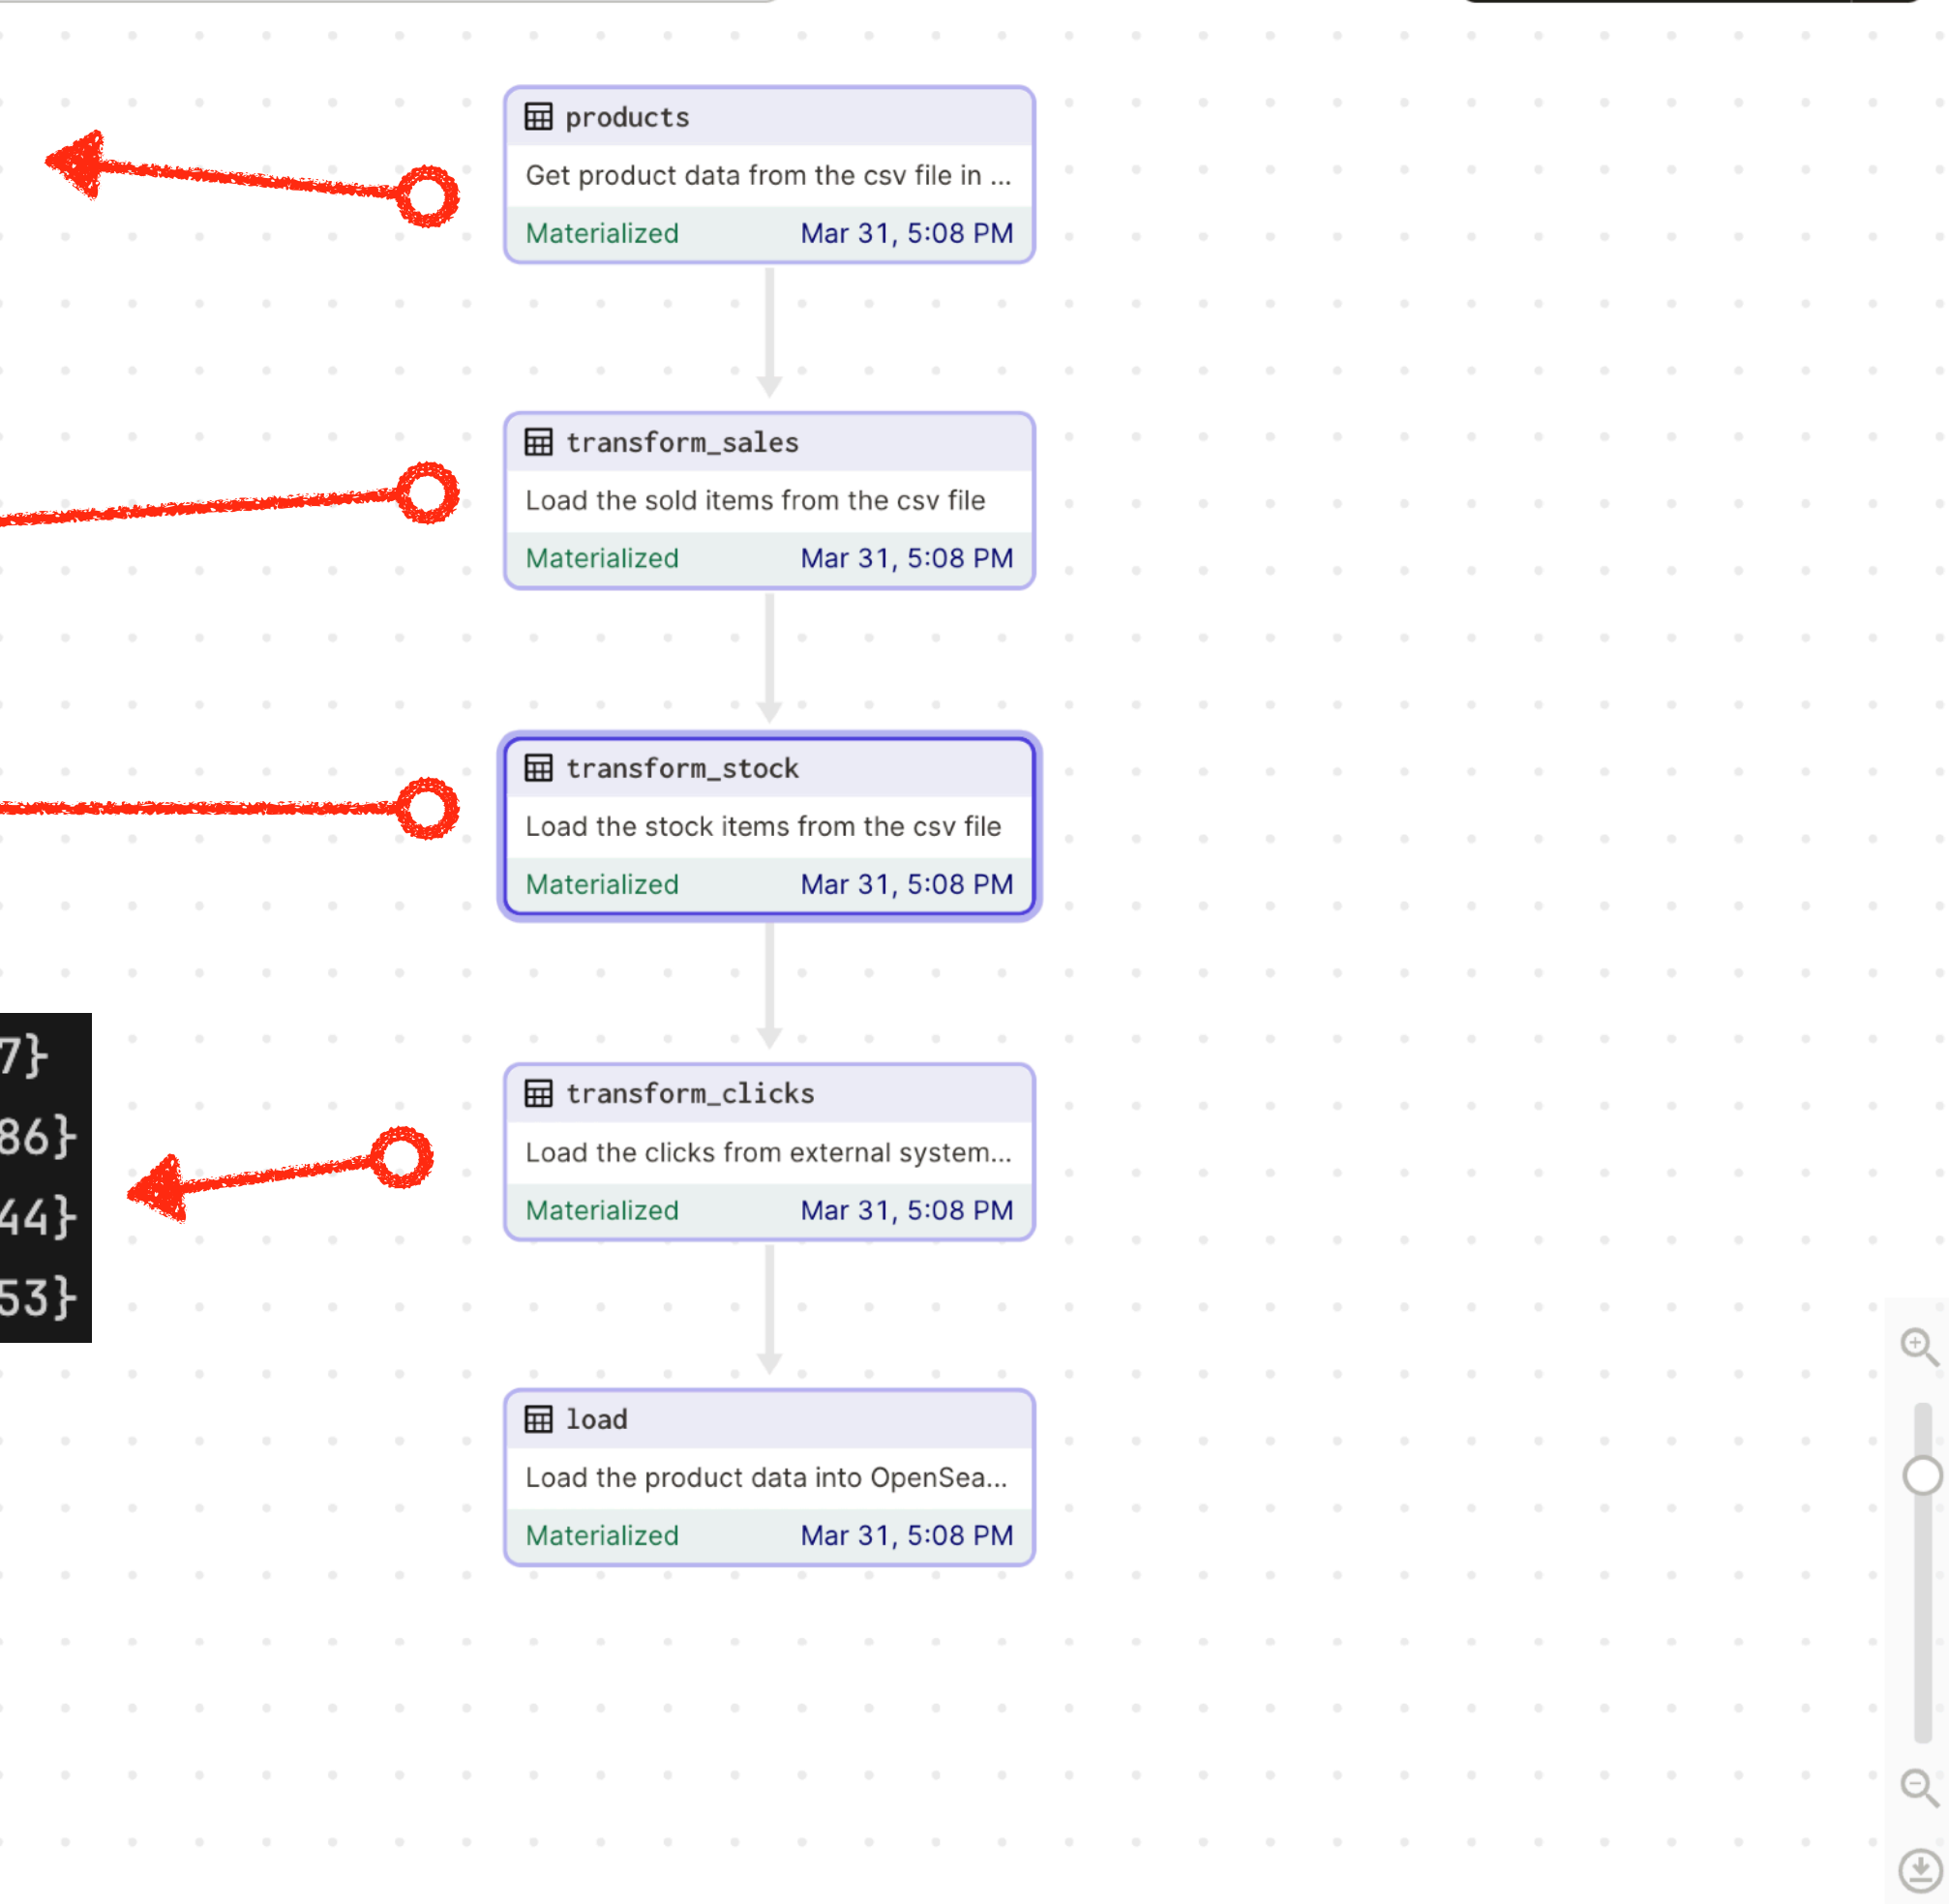 products
Get product data from the csv file in ...
Materialized Mar 31, 5:08 PM
transform_sales
Load the sold items from the csv file
Materialized Mar 31, 5:08 PM
transform_stock
Load the stock items from the csv file
Materialized Mar 31, 5:08 PM
7}
86}
44}
53}
transform_clicks
Load the clicks from external system...
Materialized Mar 31, 5:08 PM
load
Load the product data into OpenSea...
Materialized Mar 31, 5:08 PM